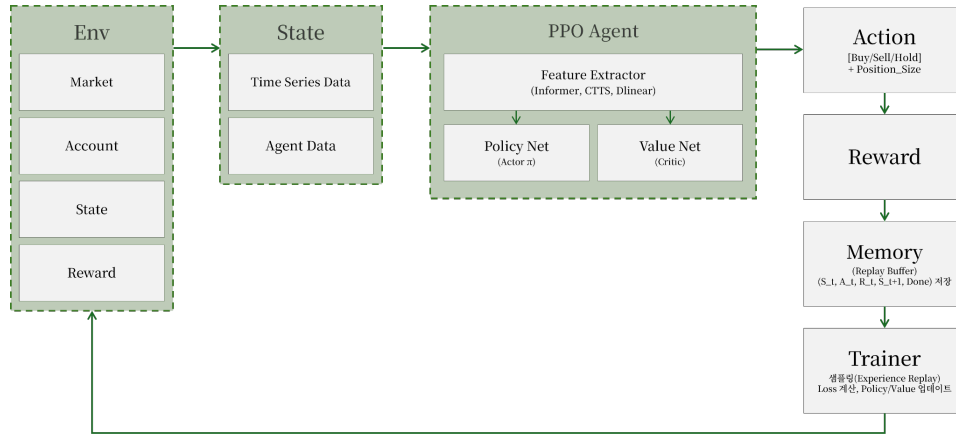 Env
Market
Account
State
Reward
State
Time Series Data
Agent Data
PPO Agent
Feature Extractor
(Informer, CTTS, Dlinear)
Policy Net
(Actor π)
Value Net
(Critic)
Action
[Buy/Sell/Hold]
+ Position_Size
Reward
Memory
(Replay Buffer)
(S_t, A_t, R_t, S_t+1, Done) 저장
Trainer
샘플링(Experience Replay)
Loss 계산, Policy/Value 업데이트